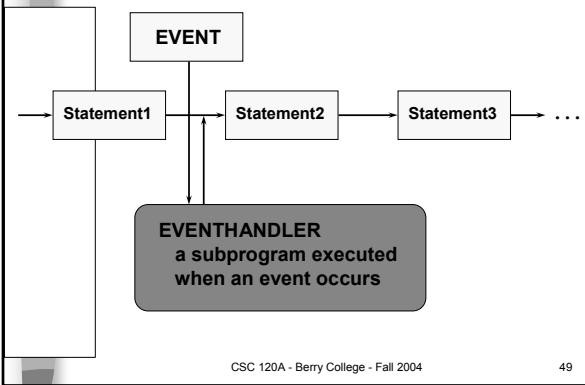 EVENT
Statement1 Statement2 Statement3 ...
EVENTHANDLER
a subprogram executed
when an event occurs
CSC 120A - Berry College - Fall 2004 49